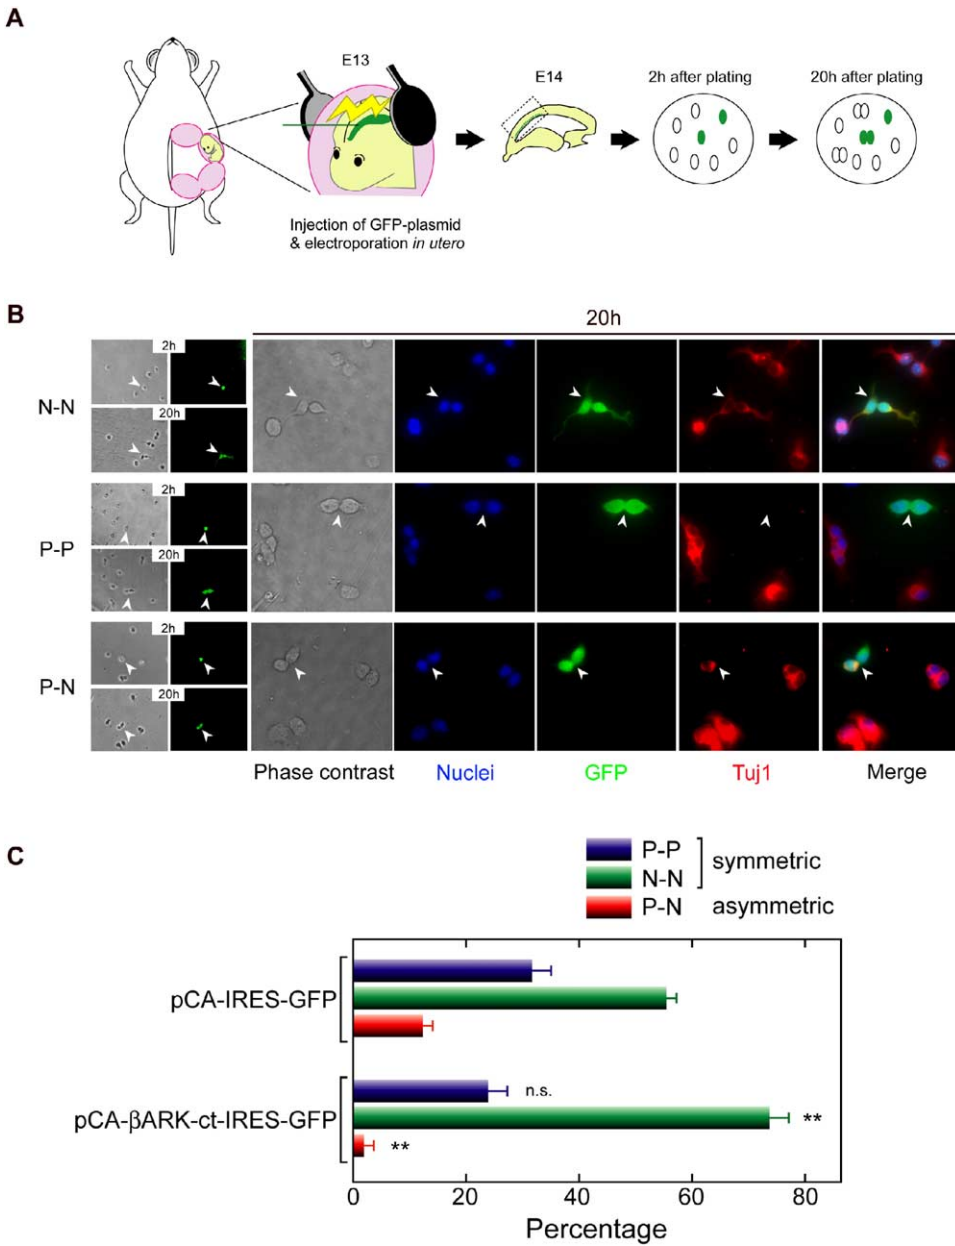 A
E13
E14
2h after plating
20h after plating
Injection of GFP-plasmid
& electroporation in utero
B
20h
N-N
2h
20h
P-P
2h
20h
P-N
2h
20h
Phase contrast
Nuclei
GFP
Tuj1
Merge
C
P-P
N-N
symmetric
P-N
asymmetric
pCA-IRES-GFP
pCA-βARK-ct-IRES-GFP
n.s.
**
**
0
20
40
60
80
Percentage